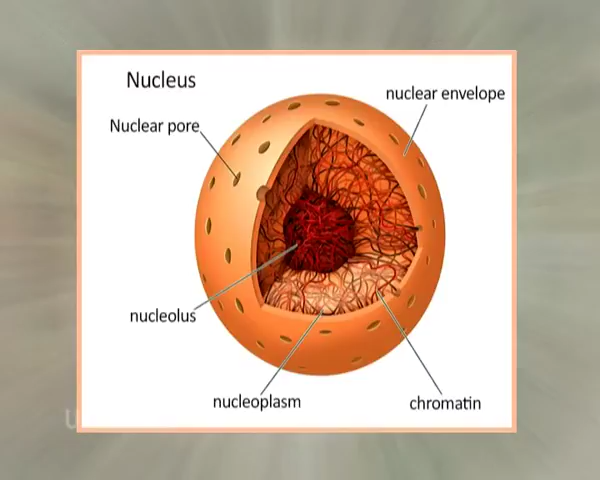 Nucleus
nuclear envelope
Nuclear pore
nucleolus
nucleoplasm
chromatin